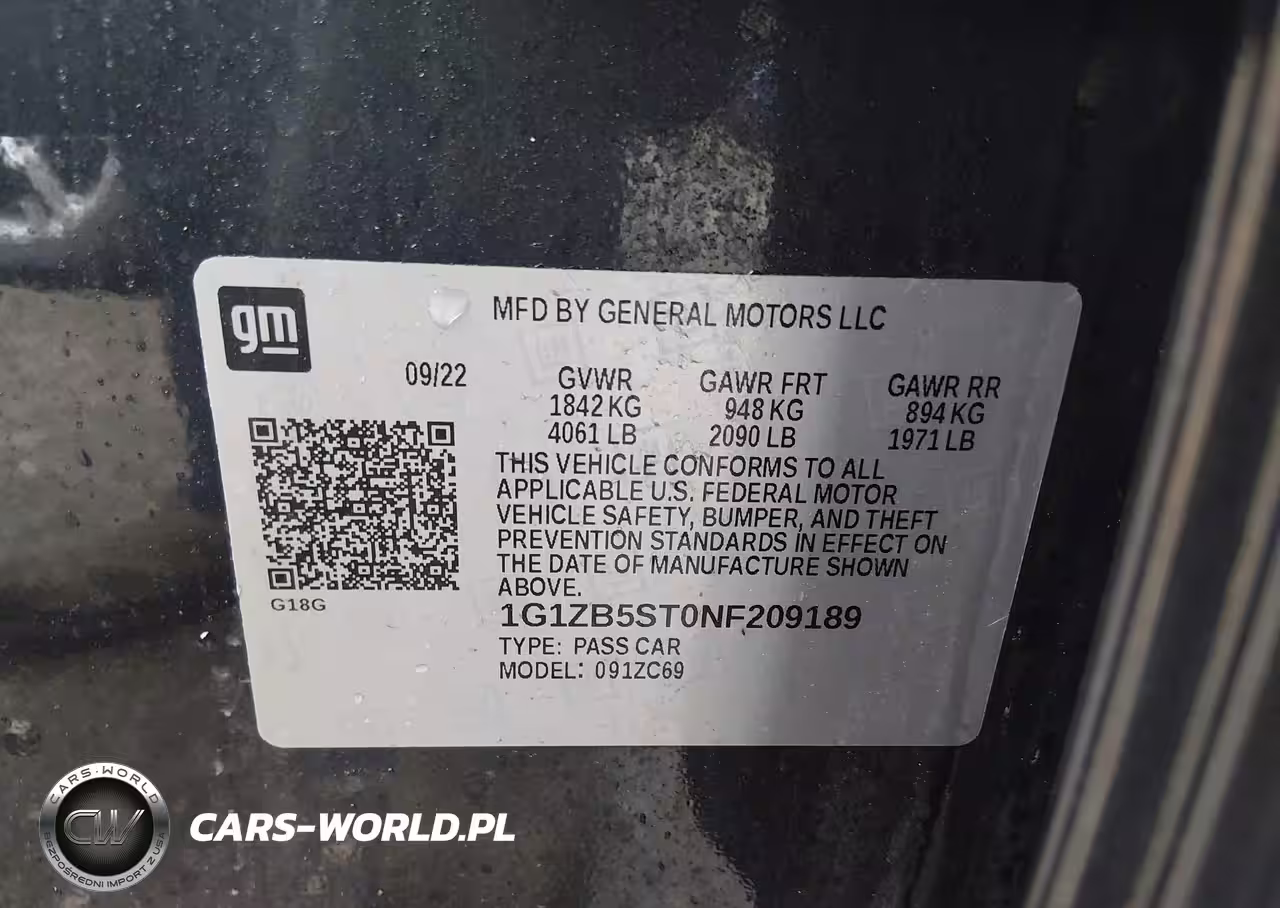 gm
MFD BY GENERAL MOTORS LLC
09/22
GVWR GAWR FRT GAWR RR
1842 KG 948 KG 894 KG
4061 LB 2090 LB 1971 LB
THIS VEHICLE CONFORMS TO ALL
APPLICABLE U.S. FEDERAL MOTOR
VEHICLE SAFETY, BUMPER, AND THEFT
PREVENTION STANDARDS IN EFFECT ON
THE DATE OF MANUFACTURE SHOWN
ABOVE.
G18G
1G1ZB5ST0NF209189
TYPE: PASS CAR
MODEL: 091ZC69
CARS-WORLD
CW
BEZPOŚREDNI IMPORT Z USA
CARS-WORLD.PL